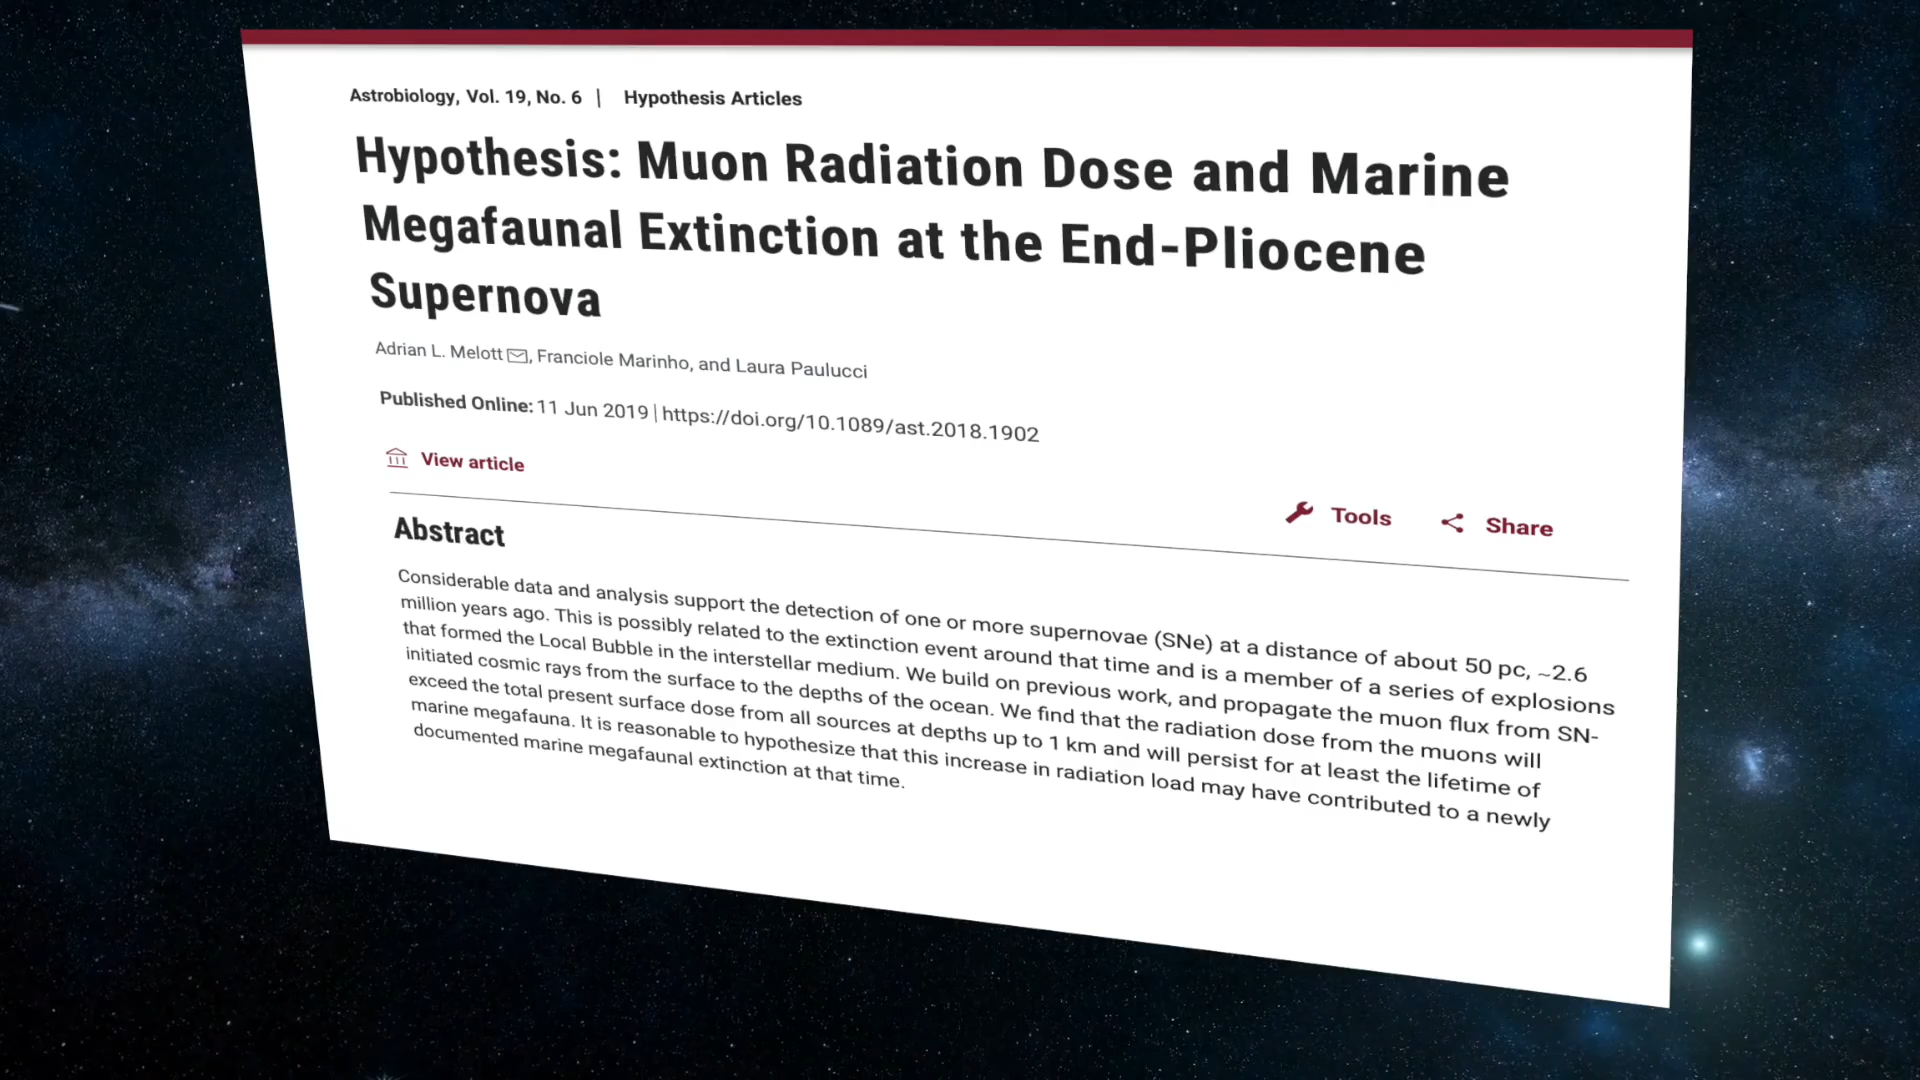 Astrobiology, Vol. 19, No. 6 | Hypothesis Articles
Hypothesis: Muon Radiation Dose and Marine
Megafaunal Extinction at the End-Pliocene
Supernova
Adrian L. Melott, Franciole Marinho, and Laura Paulucci
Published Online: 11 Jun 2019 | https://doi.org/10.1089/ast.2018.1902
View article
Tools Share
Abstract
Considerable data and analysis support the detection of one or more supernovae (SNe) at a distance of about 50 pc, ~2.6
million years ago. This is possibly related to the extinction event around that time and is a member of a series of explosions
that formed the Local Bubble in the interstellar medium. We build on previous work, and propagate the muon flux from SN-
initiated cosmic rays from the surface to the depths of the ocean. We find that the radiation dose from the muons will
exceed the total present surface dose from all sources at depths up to 1 km and will persist for at least the lifetime of
marine megafauna. It is reasonable to hypothesize that this increase in radiation load may have contributed to a newly
documented marine megafaunal extinction at that time.